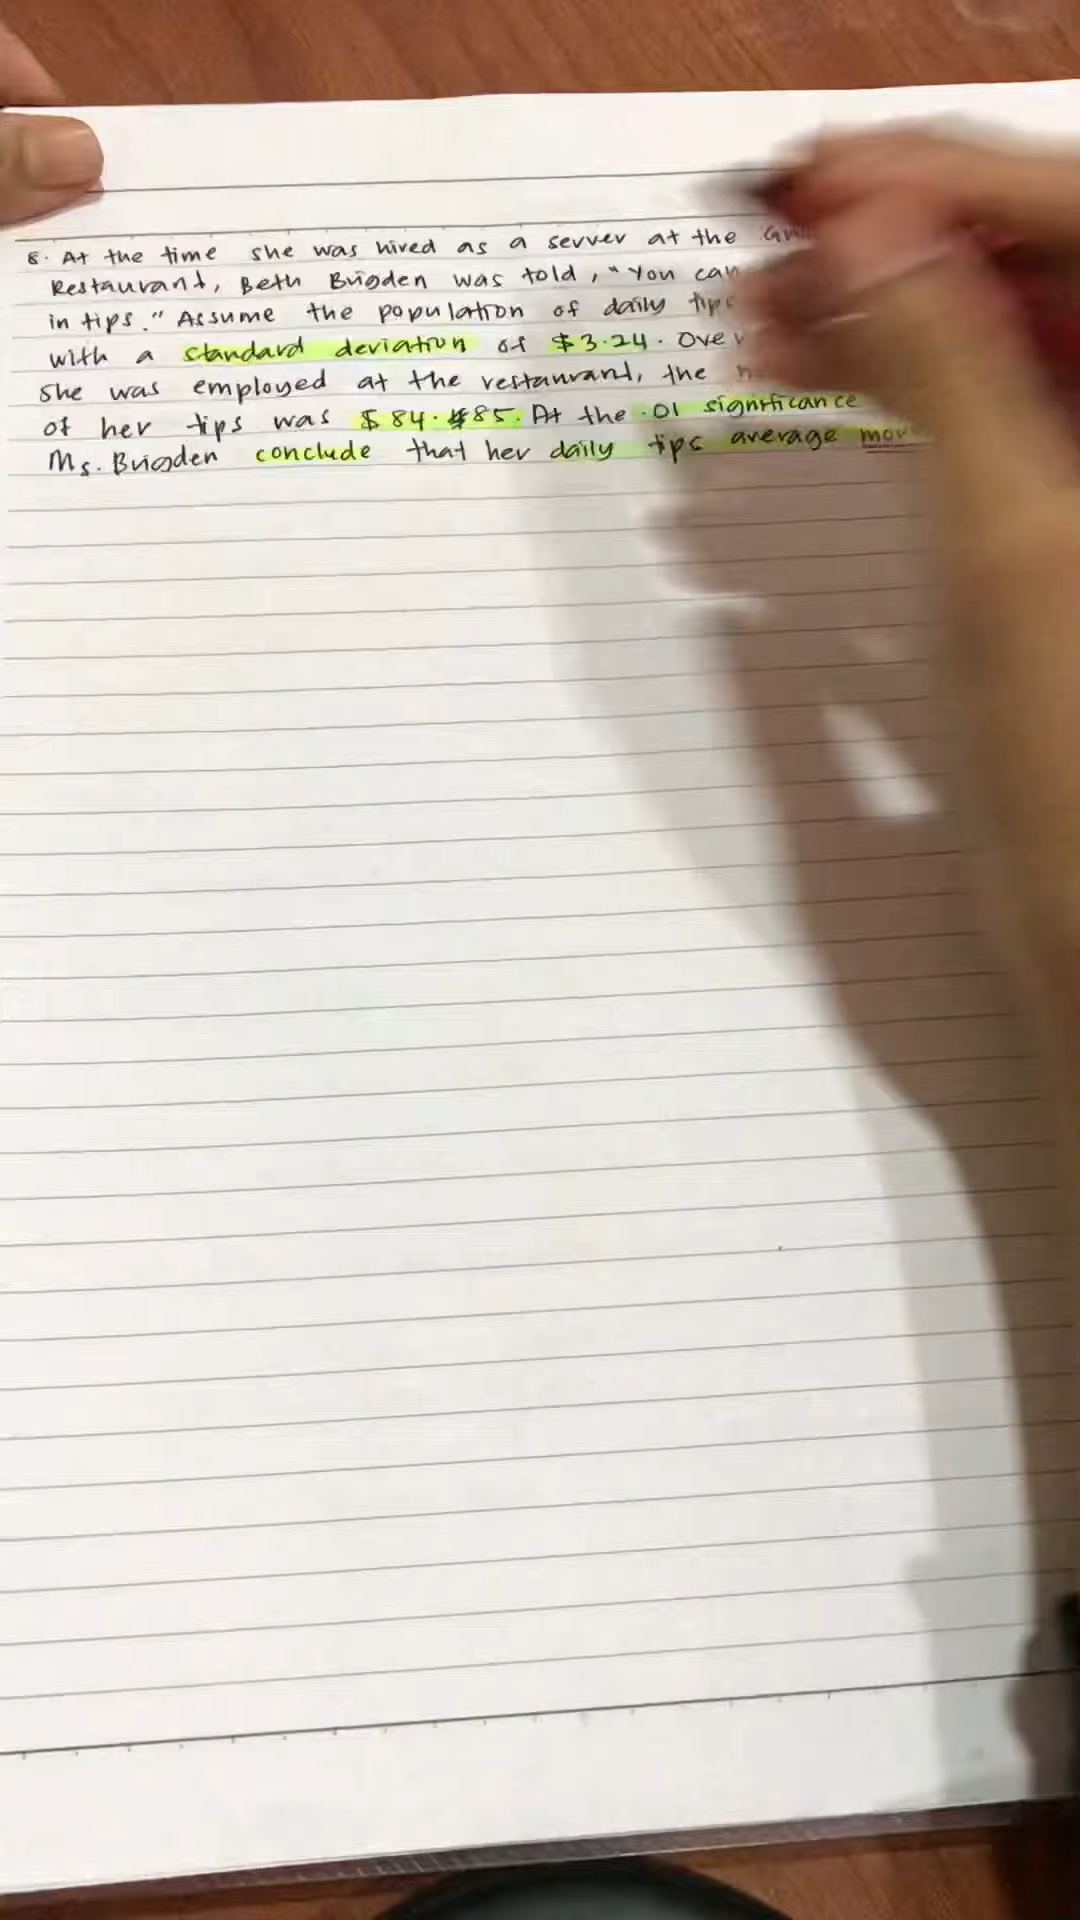 8. At the time she was hired as a server at the
Restaurant, Beth Brigden was told, "You can
in tips." Assume the population of daily tips
with a standard deviation of $3.24. Over
She was employed at the restaurant, the
of her tips was $84.85. At the .01 significance
Ms. Brigden conclude that her daily tips average